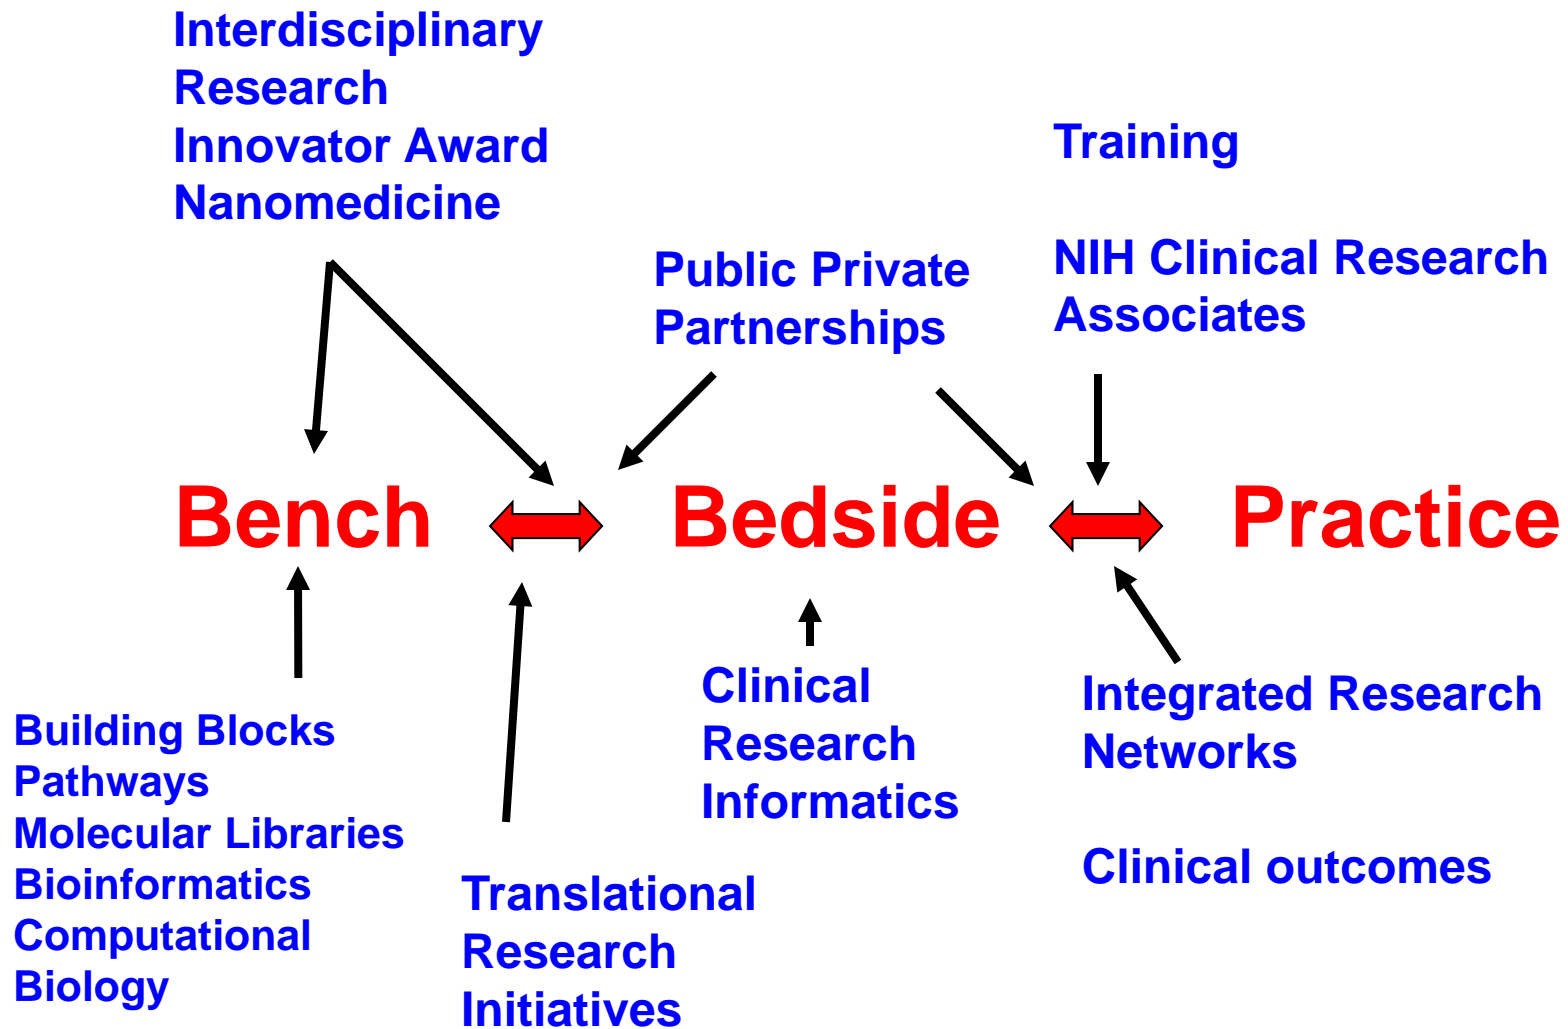 Interdisciplinary
Research
Innovator Award
Nanomedicine
Public Private
Partnerships
Training
NIH Clinical Research
Associates
Bench
Bedside
Practice
Building Blocks
Pathways
Molecular Libraries
Bioinformatics
Computational
Biology
Translational
Research
Initiatives
Clinical
Research
Informatics
Integrated Research
Networks
Clinical outcomes